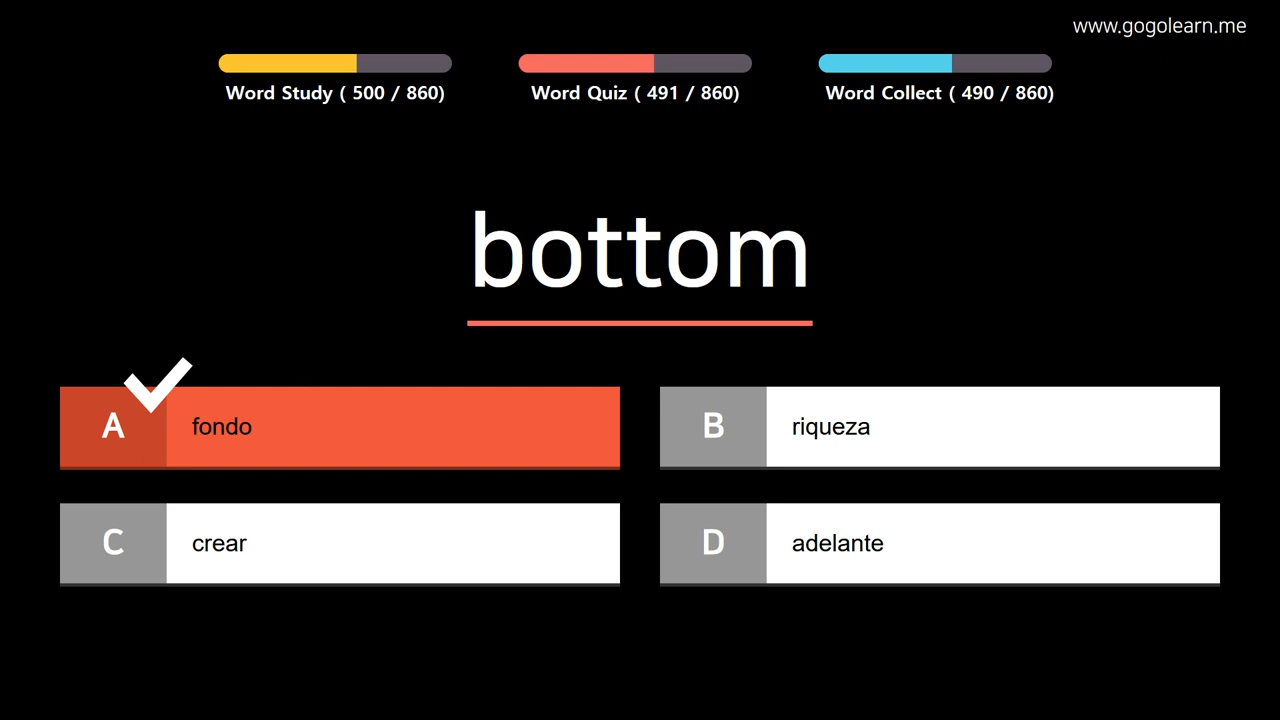 www.gogolearn.me
Word Study ( 500 / 860)
Word Quiz ( 491 / 860)
Word Collect ( 490 / 860)
bottom
A fondo
B riqueza
C crear
D adelante